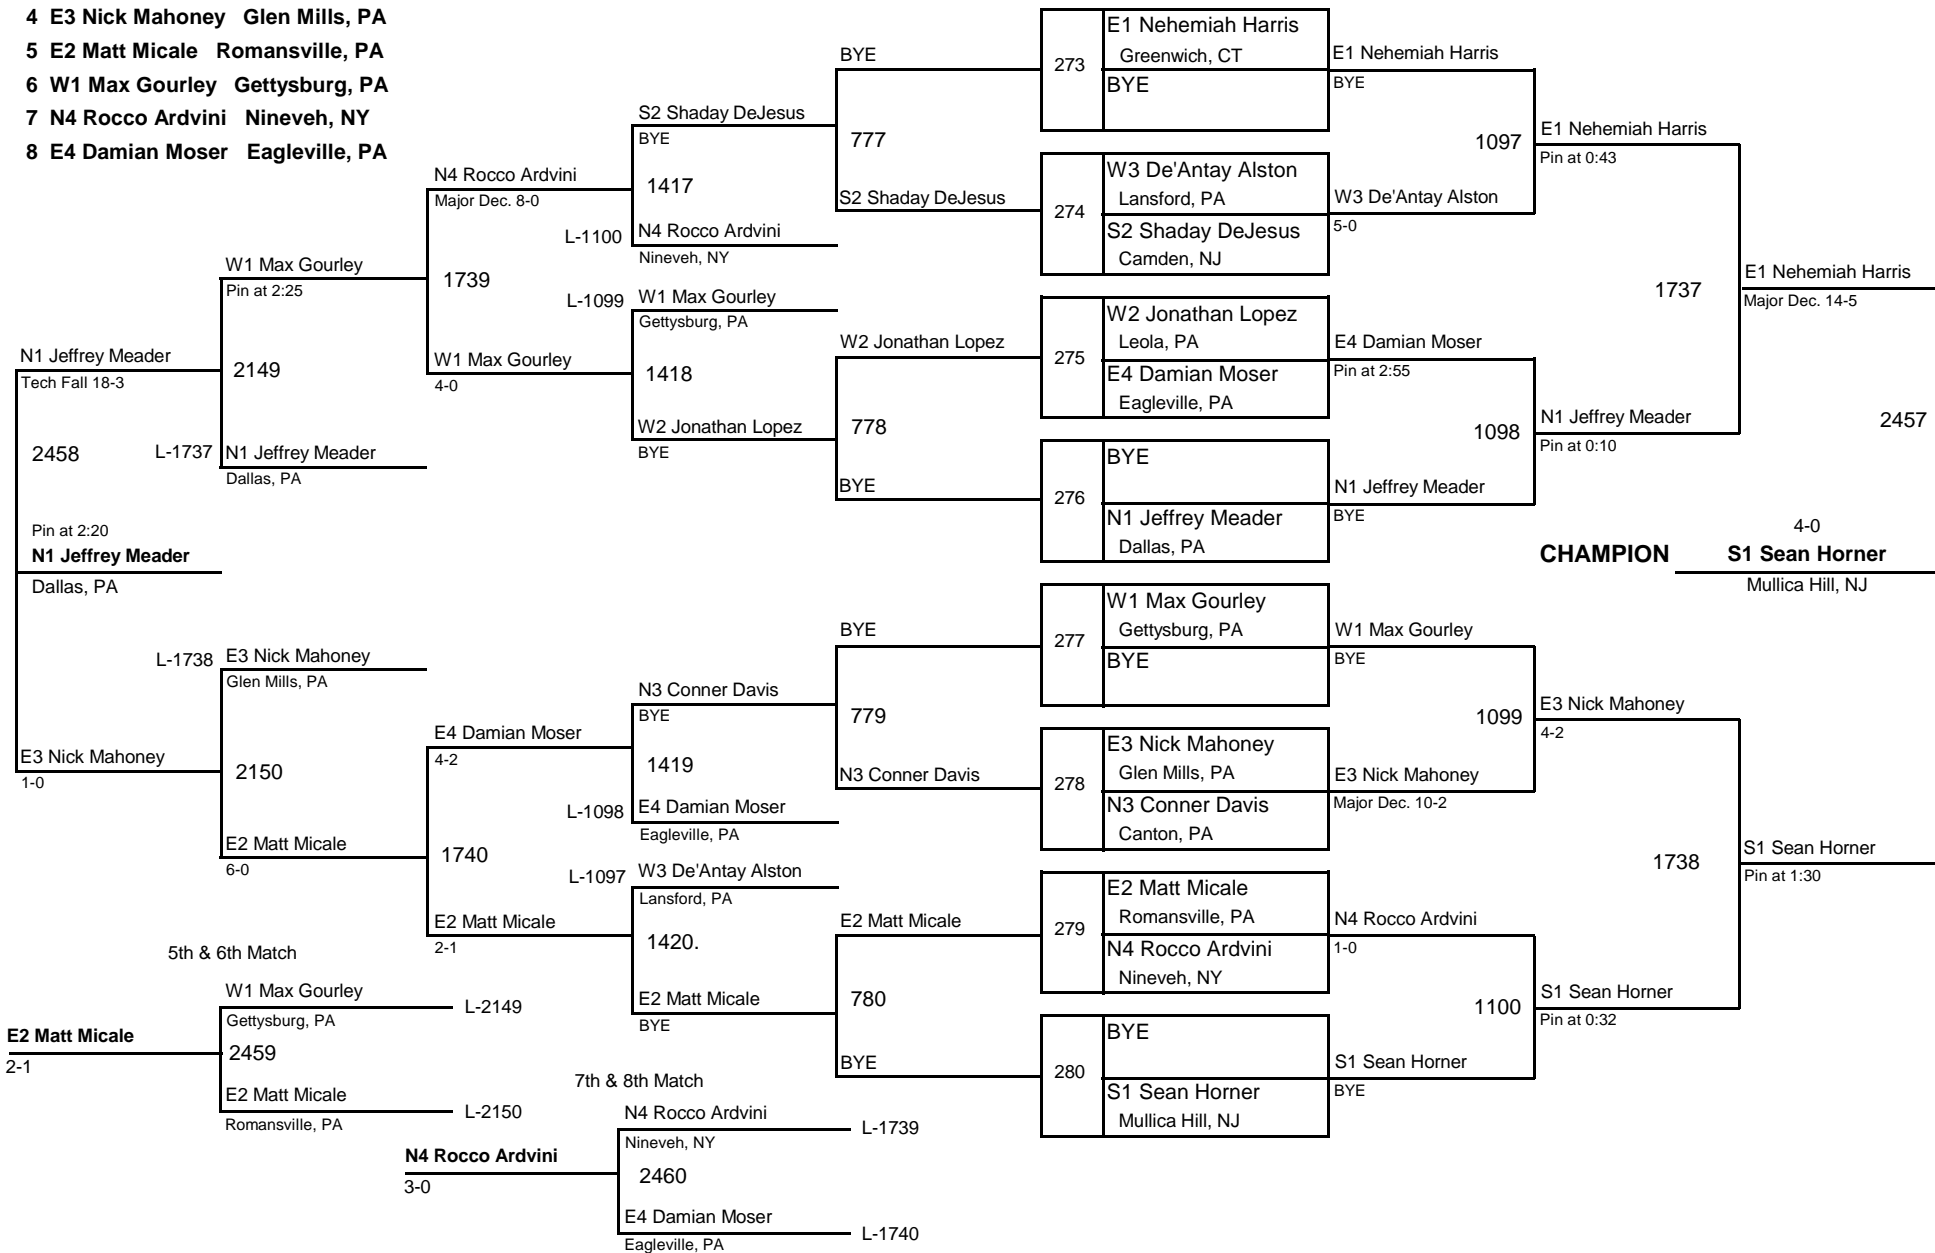 4 E3 Nick Mahoney Glen Mills, PA
5 E2 Matt Micale Romansville, PA
6 W1 Max Gourley Gettysburg, PA
7 N4 Rocco Ardvini Nineveh, NY
8 E4 Damian Moser Eagleville, PA
273
E1 Nehemiah Harris
Greenwich, CT
BYE
274
W3 De'Antay Alston
Lansford, PA
S2 Shaday DeJesus
Camden, NJ
275
W2 Jonathan Lopez
Leola, PA
E4 Damian Moser
Eagleville, PA
276
BYE
N1 Jeffrey Meader
Dallas, PA
277
W1 Max Gourley
Gettysburg, PA
BYE
278
E3 Nick Mahoney
Glen Mills, PA
N3 Conner Davis
Canton, PA
279
E2 Matt Micale
Romansville, PA
N4 Rocco Ardvini
Nineveh, NY
280
BYE
S1 Sean Horner
Mullica Hill, NJ
E1 Nehemiah Harris
BYE
1097
W3 De'Antay Alston
5-0
E4 Damian Moser
Pin at 2:55
1098
N1 Jeffrey Meader
BYE
W1 Max Gourley
BYE
1099
E3 Nick Mahoney
Major Dec. 10-2
N4 Rocco Ardvini
1-0
1100
S1 Sean Horner
BYE
E1 Nehemiah Harris
Pin at 0:43
1737
N1 Jeffrey Meader
Pin at 0:10
E3 Nick Mahoney
4-2
1738
S1 Sean Horner
Pin at 0:32
E1 Nehemiah Harris
Major Dec. 14-5
2457
4-0
CHAMPION S1 Sean Horner
Mullica Hill, NJ
S1 Sean Horner
Pin at 1:30
BYE
777
S2 Shaday DeJesus
W2 Jonathan Lopez
778
BYE
BYE
779
N3 Conner Davis
E2 Matt Micale
780
BYE
S2 Shaday DeJesus
BYE
1417
L-1100 N4 Rocco Ardvini
Nineveh, NY
L-1099 W1 Max Gourley
Gettysburg, PA
1418
W2 Jonathan Lopez
BYE
N3 Conner Davis
BYE
1419
L-1098 E4 Damian Moser
Eagleville, PA
L-1097 W3 De'Antay Alston
Lansford, PA
1420.
E2 Matt Micale
BYE
N4 Rocco Ardvini
Major Dec. 8-0
1739
W1 Max Gourley
4-0
E4 Damian Moser
4-2
1740
E2 Matt Micale
2-1
W1 Max Gourley
Pin at 2:25
2149
L-1737 N1 Jeffrey Meader
Dallas, PA
L-1738 E3 Nick Mahoney
Glen Mills, PA
2150
E2 Matt Micale
6-0
N1 Jeffrey Meader
Tech Fall 18-3
2458
Pin at 2:20
N1 Jeffrey Meader
Dallas, PA
E3 Nick Mahoney
1-0
5th & 6th Match
W1 Max Gourley L-2149
Gettysburg, PA
E2 Matt Micale
2459
2-1
E2 Matt Micale L-2150
Romansville, PA
7th & 8th Match
N4 Rocco Ardvini L-1739
Nineveh, NY
N4 Rocco Ardvini
2460
3-0
E4 Damian Moser L-1740
Eagleville, PA